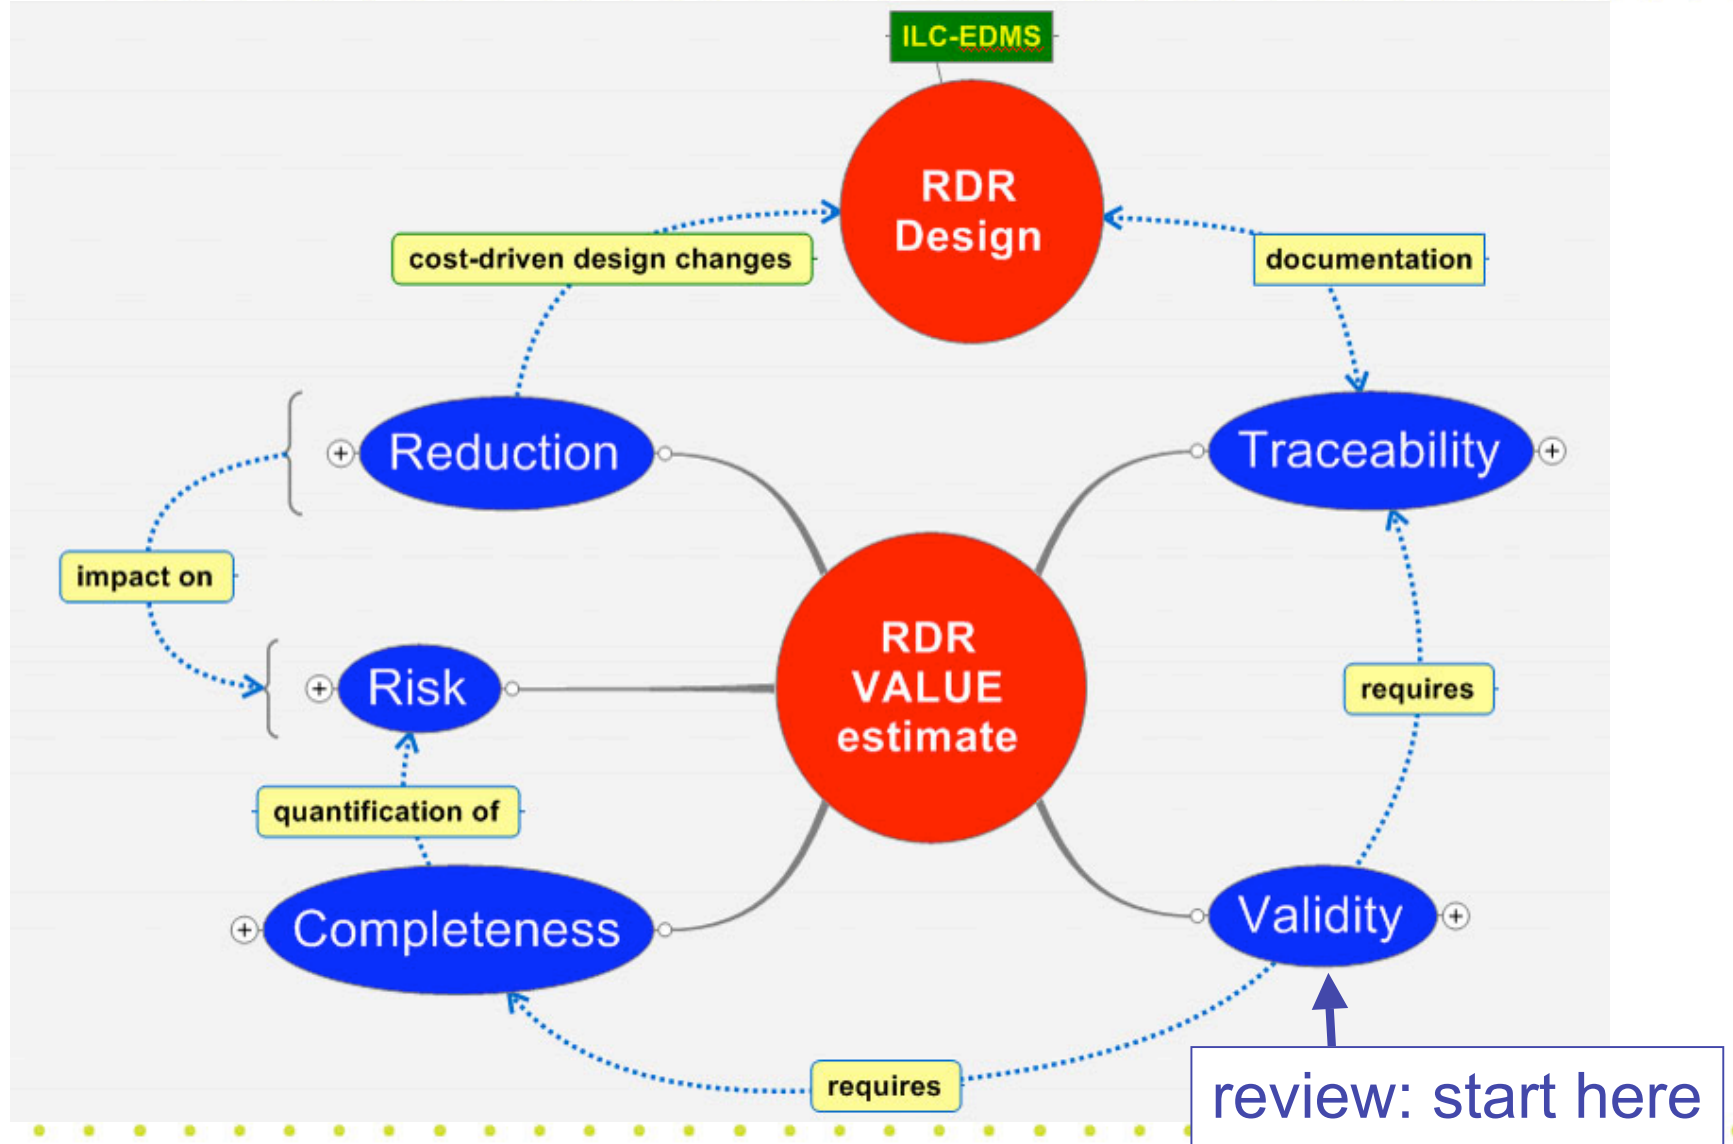 ILC-EDMS
RDR
Design
cost-driven design changes
documentation
Reduction
Traceability
impact on
RDR
VALUE
estimate
Risk
requires
quantification of
Completeness
Validity
requires
review: start here